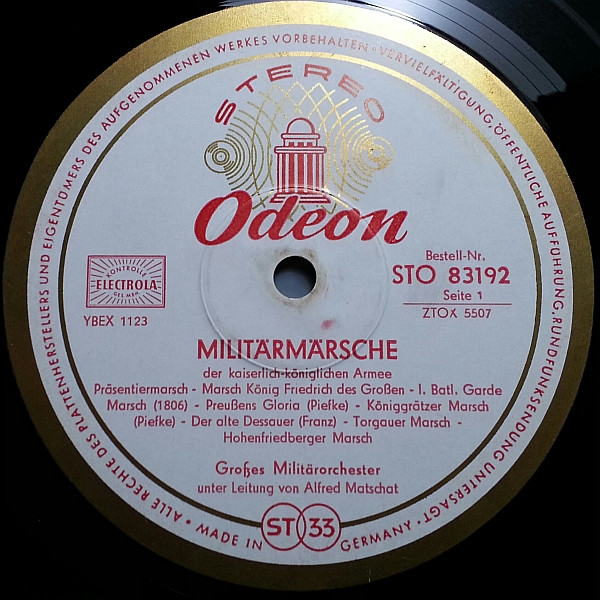 ALLE RECHTE DES PLATTENHERSTELLERS UND EIGENTÜMERS DES AUFGENOMMENEN WERKES VORBEHALTEN · VERVIELFÄLTIGUNG, ÖFFENTLICHE AUFFÜHRUNG, RUNDFUNKSENDUNG UNTERSAGT ·
STEREO
Odeon
KONTROLLE
ELECTROLA
GES.MBH.
YBEX 1123
Bestell-Nr.
STO 83192
Seite 1
ZTOX 5507
MILITÄRMÄRSCHE
der kaiserlich-königlichen Armee
Präsentiermarsch - Marsch König Friedrich des Großen - I. Batl. Garde
Marsch (1806) - Preußens Gloria (Piefke) - Königgrätzer Marsch
(Piefke) - Der alte Dessauer (Franz) - Torgauer Marsch -
Hohenfriedberger Marsch
Großes Militärorchester
unter Leitung von Alfred Matschat
MADE IN GERMANY
ST 33